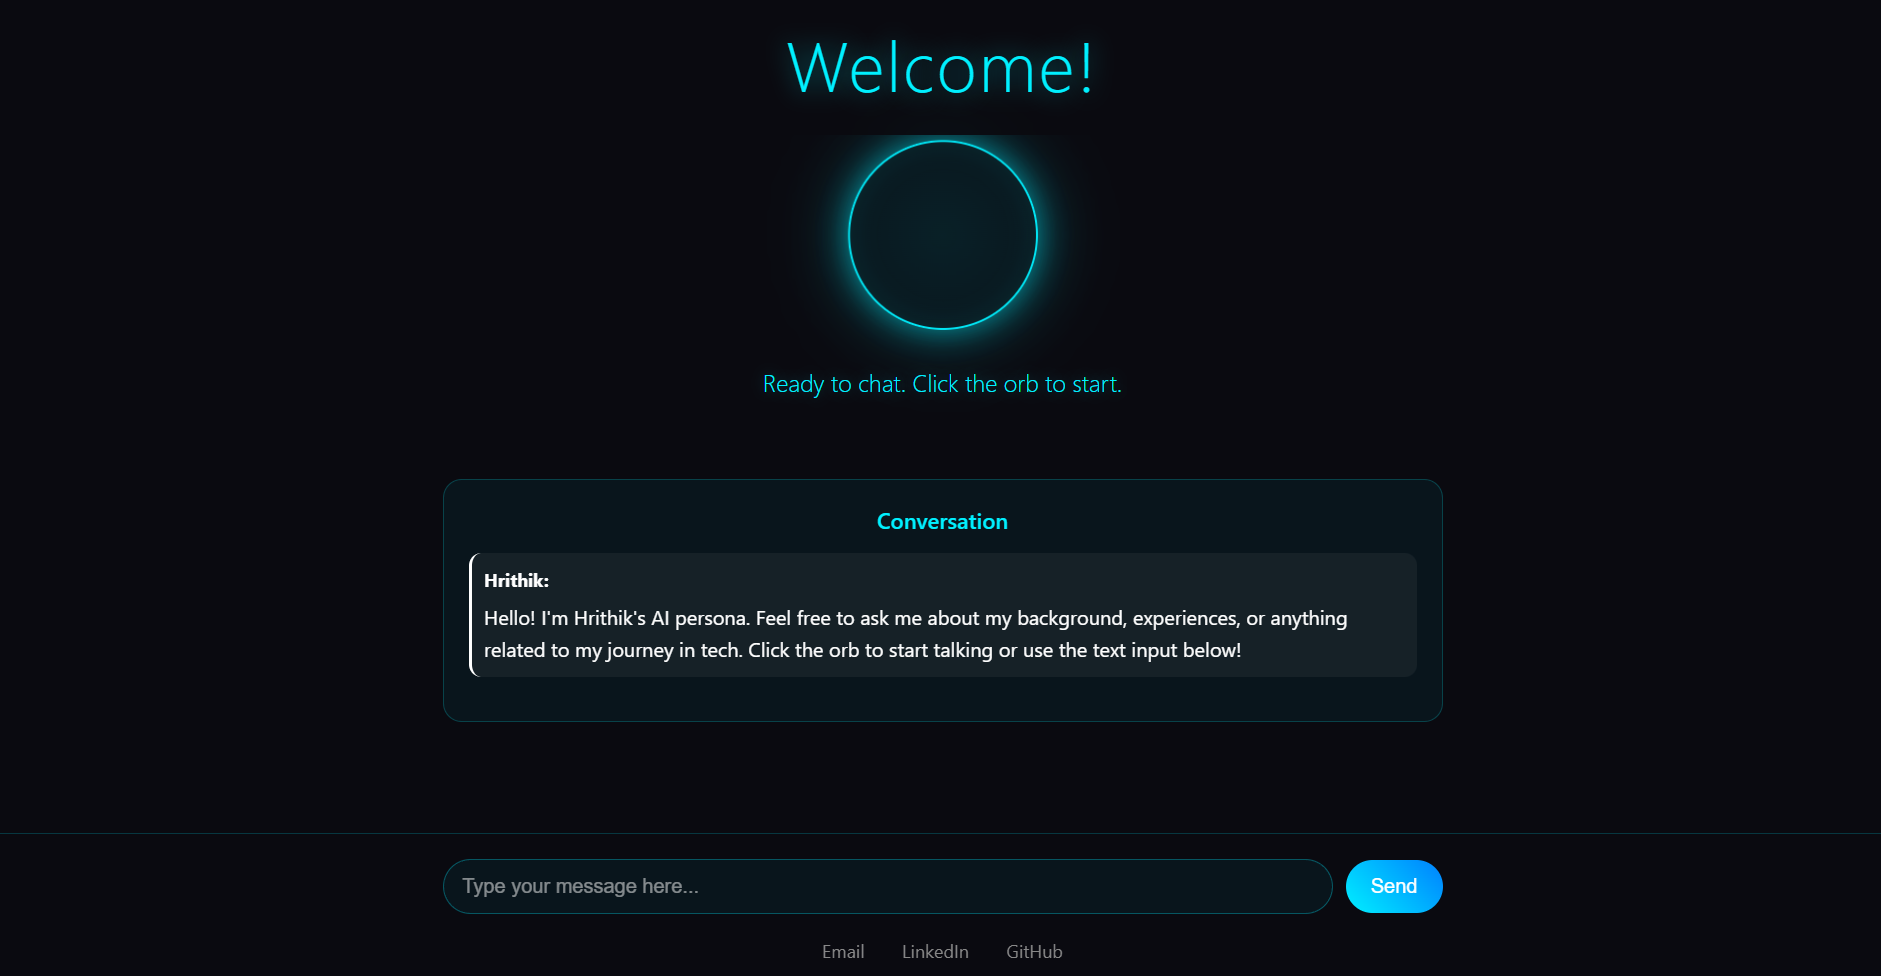 Welcome!
Ready to chat. Click the orb to start.
Conversation
Hrithik:
Hello! I'm Hrithik's AI persona. Feel free to ask me about my background, experiences, or anything
related to my journey in tech. Click the orb to start talking or use the text input below!
Type your message here...
Send
Email LinkedIn GitHub